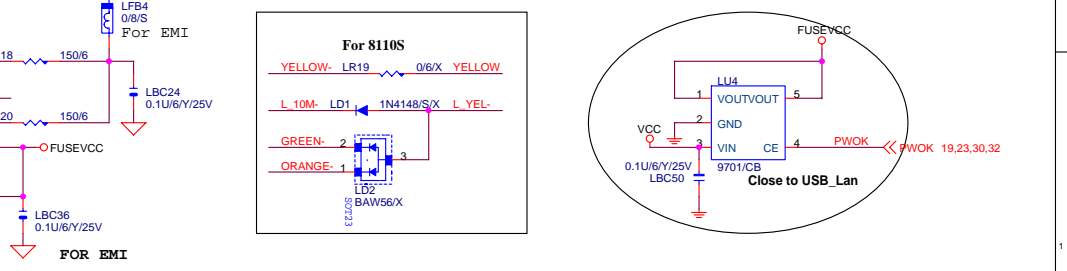 LFB4
0/8/S
For EMI
18 150/6
LBC24
0.1U/6/Y/25V
20 150/6
FUSEVCC
LBC36
0.1U/6/Y/25V
FOR EMI
For 8110S
YELLOW- LR19 0/6/X YELLOW
L_10M- LD1 1N4148/S/X L_YEL-
GREEN- 2
3
ORANGE- 1
LD2
BAW56/X
SOT23
FUSEVCC
LU4
1 VOUT VOUT 5
2 GND
VCC
3 VIN CE 4 PWOK PWOK 19,23,30,32
9701/CB
0.1U/6/Y/25V
LBC50
Close to USB_Lan
1